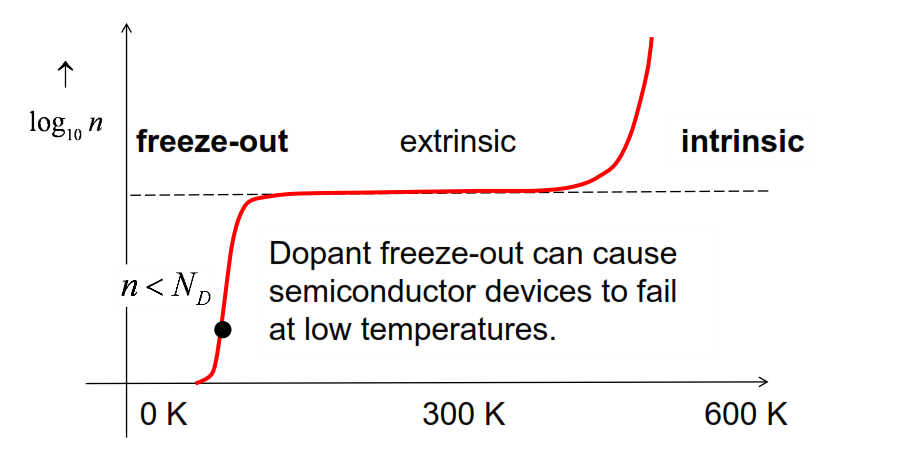 ↑
log₁₀ n
freeze-out extrinsic intrinsic
Dopant freeze-out can cause
semiconductor devices to fail
at low temperatures.
n < N_D
0 K 300 K 600 K